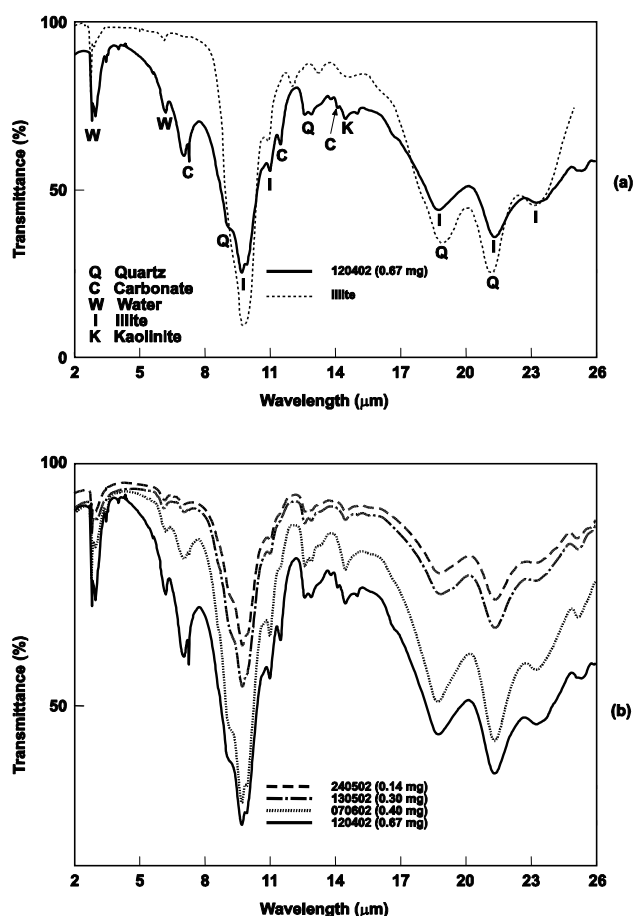 100
50
0
Transmittance (%)
W
W
C
Q
I
I
C
Q
C
K
I
Q
I
Q
I
(a)
Q Quartz
C Carbonate
W Water
I Illite
K Kaolinite
120402 (0.67 mg)
Illite
2 5 8 11 14 17 20 23 26
Wavelength (μm)
100
50
Transmittance (%)
(b)
240502 (0.14 mg)
130502 (0.30 mg)
070602 (0.40 mg)
120402 (0.67 mg)
2 5 8 11 14 17 20 23 26
Wavelength (μm)